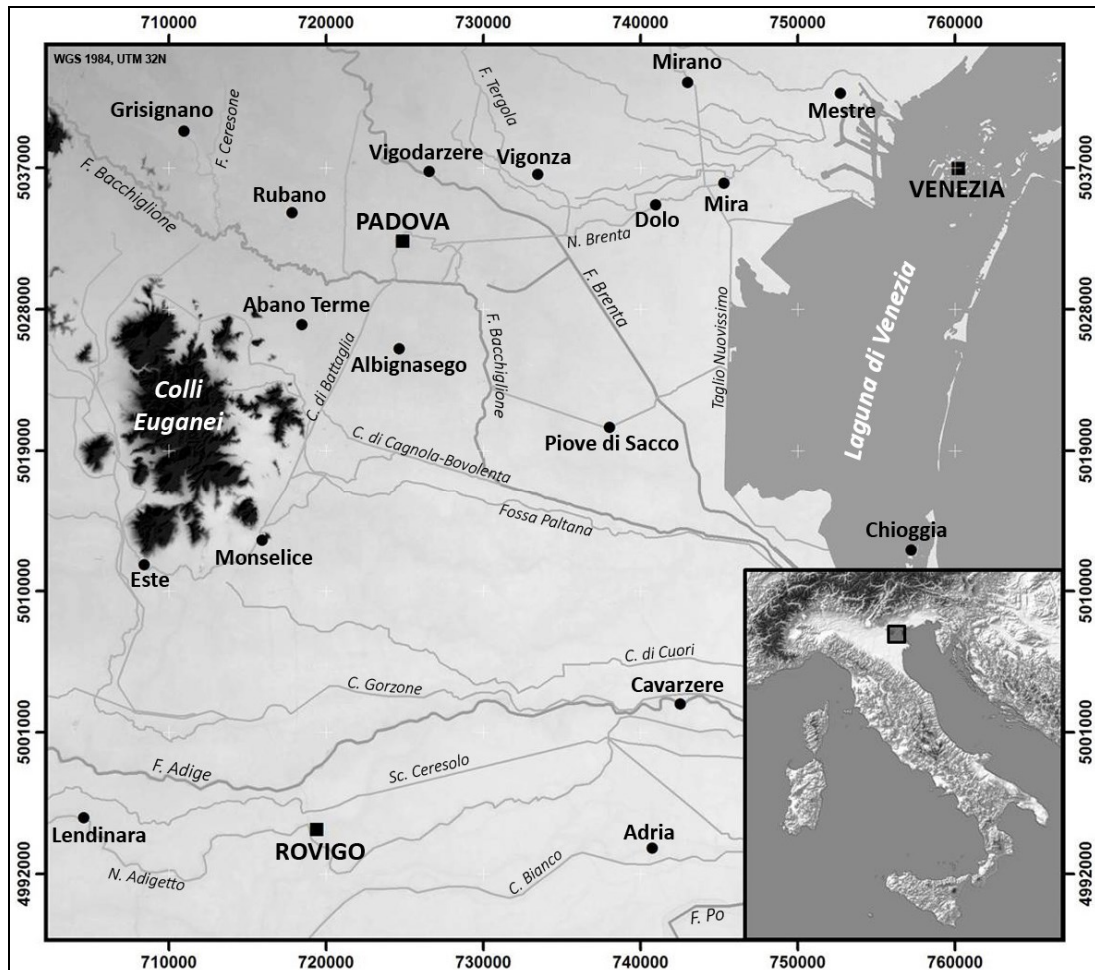 710000 720000 730000 740000 750000 760000
WGS 1984, UTM 32N
Mirano
F. Tergola
Mestre
Grisignano
F. Ceresone
5037000
Vigodarzere
Vigonza
5037000
F. Bacchiglione
VENEZIA
Rubano
Mira
PADOVA
Dolo
N. Brenta
5028000
Abano Terme
F. Brenta
5028000
F. Bacchiglione
Taglio Nuovissimo
Laguna di Venezia
Albignasego
C. di Battaglia
Colli
Euganei
Piove di Sacco
5019000
C. di Cagnola-Bovolenta
5019000
Fossa Paltana
Chioggia
Monselice
Este
5010000
5010000
C. di Cuori
C. Gorzone
Cavarzere
5001000
5001000
F. Adige
Sc. Ceresolo
Lendinara
Adria
ROVIGO
N. Adigetto
C. Bianco
4992000
4992000
F. Po
710000 720000 730000 740000 750000 760000